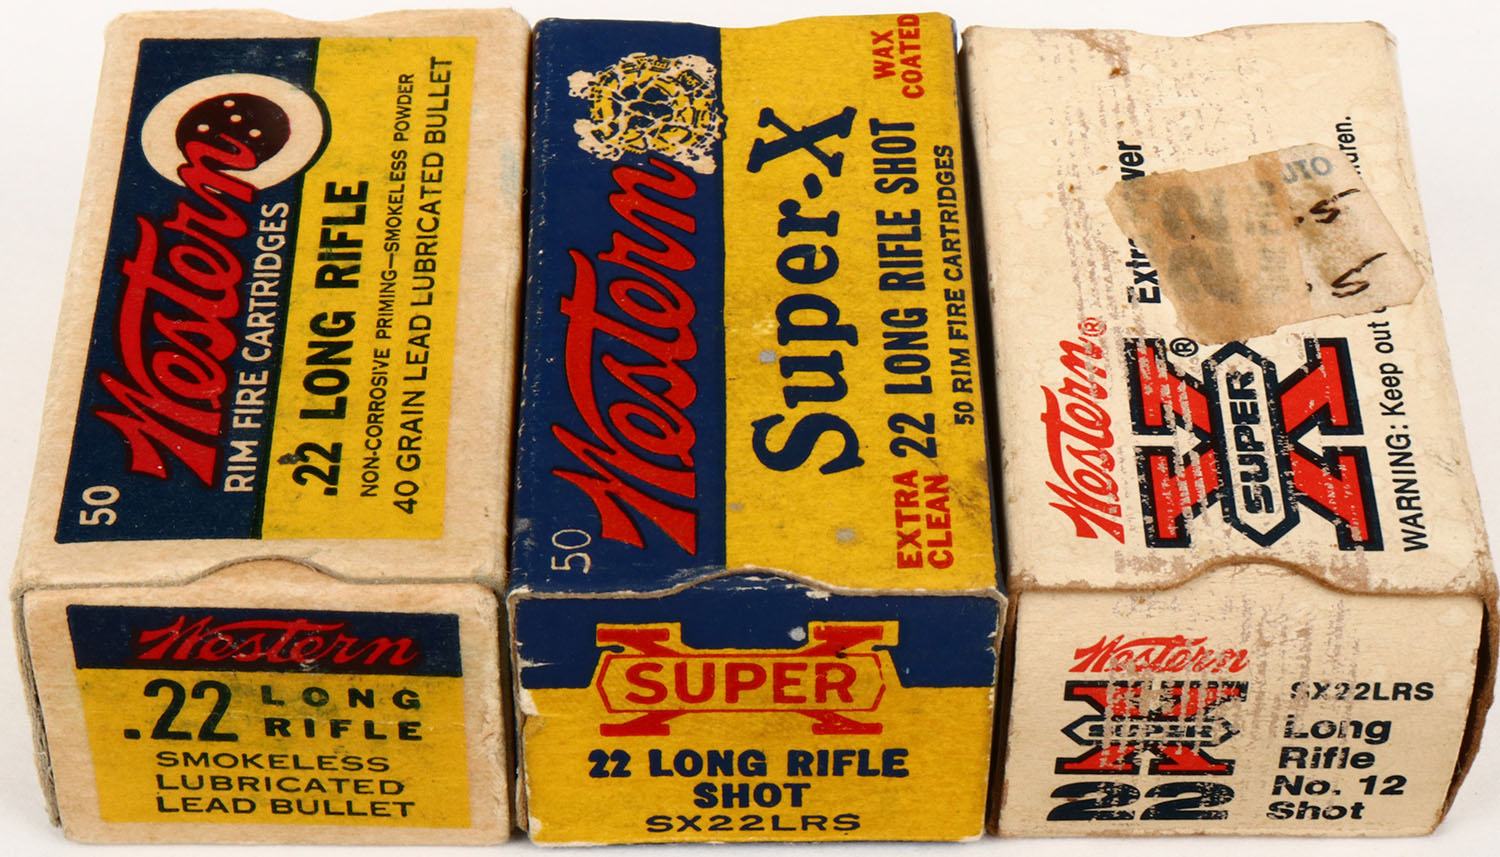 50
Western
RIM FIRE CARTRIDGES
.22 LONG RIFLE
NON-CORROSIVE PRIMING—SMOKELESS POWDER
40 GRAIN LEAD LUBRICATED BULLET
Western
.22 LONG
RIFLE
SMOKELESS
LUBRICATED
LEAD BULLET
50
Western
Super-X
EXTRA
CLEAN
22 LONG RIFLE SHOT
50 RIM FIRE CARTRIDGES
WAX
COATED
SUPER
22 LONG RIFLE
SHOT
SX22LRS
Western®
X®
SUPER
WARNING: Keep out
Western
SUPER
22
SX22LRS
Long
Rifle
No. 12
Shot